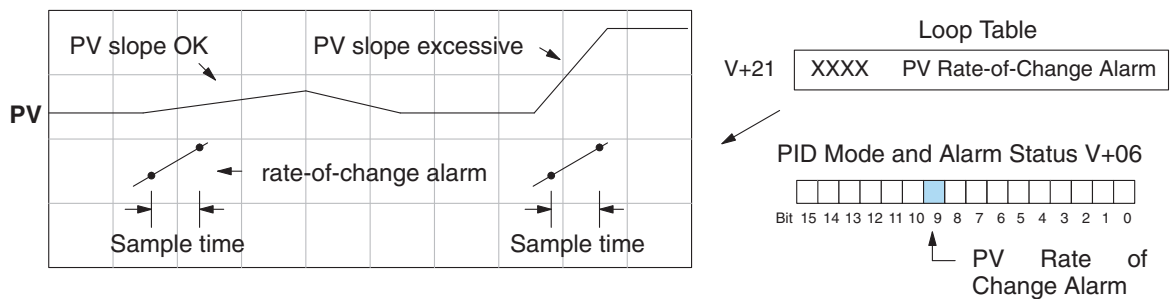 PV slope OK
PV slope excessive
PV
rate-of-change alarm
Sample time
Sample time
Loop Table
V+21
XXXX PV Rate-of-Change Alarm
PID Mode and Alarm Status V+06
Bit 15 14 13 12 11 10 9 8 7 6 5 4 3 2 1 0
PV Rate of
Change Alarm